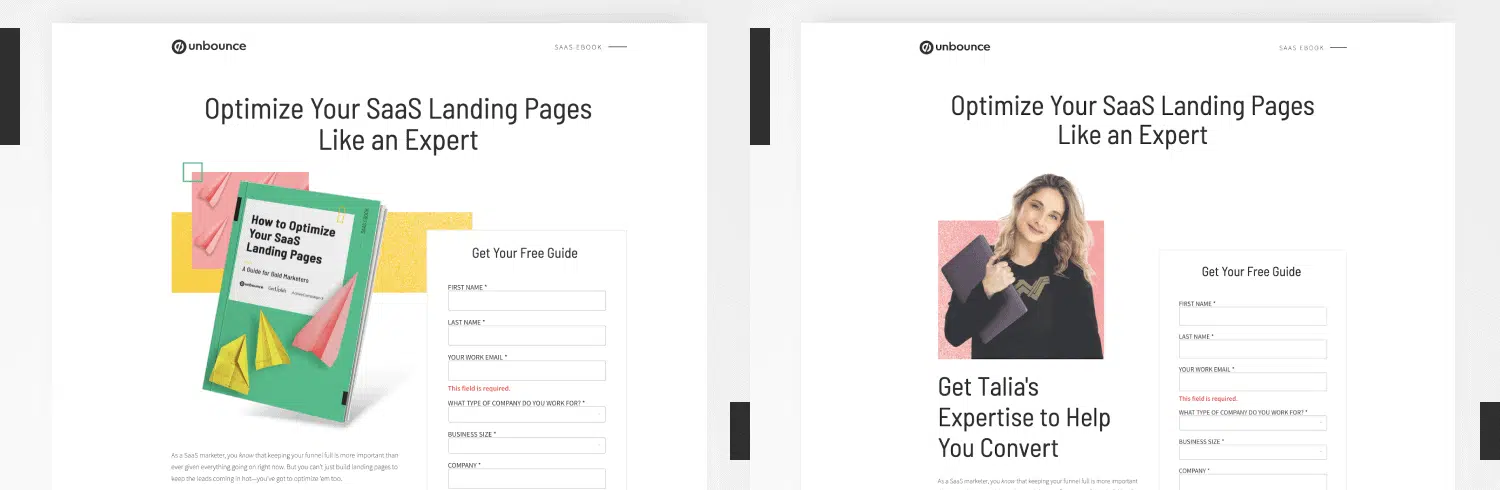 unbounce
SAAS EBOOK
Optimize Your SaaS Landing Pages
Like an Expert
How to Optimize
Your SaaS
Landing Pages
A Guide for Bold Marketers
unbounce
Get Your Free Guide
FIRST NAME *
LAST NAME *
YOUR WORK EMAIL *
This field is required.
WHAT TYPE OF COMPANY DO YOU WORK FOR? *
BUSINESS SIZE *
COMPANY *
As a SaaS marketer, you know that keeping your funnel full is more important than
ever given everything going on right now. But you can't just build landing pages to
keep the leads coming in hot—you've got to optimize 'em too.
unbounce
SAAS EBOOK
Optimize Your SaaS Landing Pages
Like an Expert
Get Talia's
Expertise to Help
You Convert
As a SaaS marketer, you know that keeping your funnel full is more important
Get Your Free Guide
FIRST NAME *
LAST NAME *
YOUR WORK EMAIL *
This field is required.
WHAT TYPE OF COMPANY DO YOU WORK FOR? *
BUSINESS SIZE *
COMPANY *